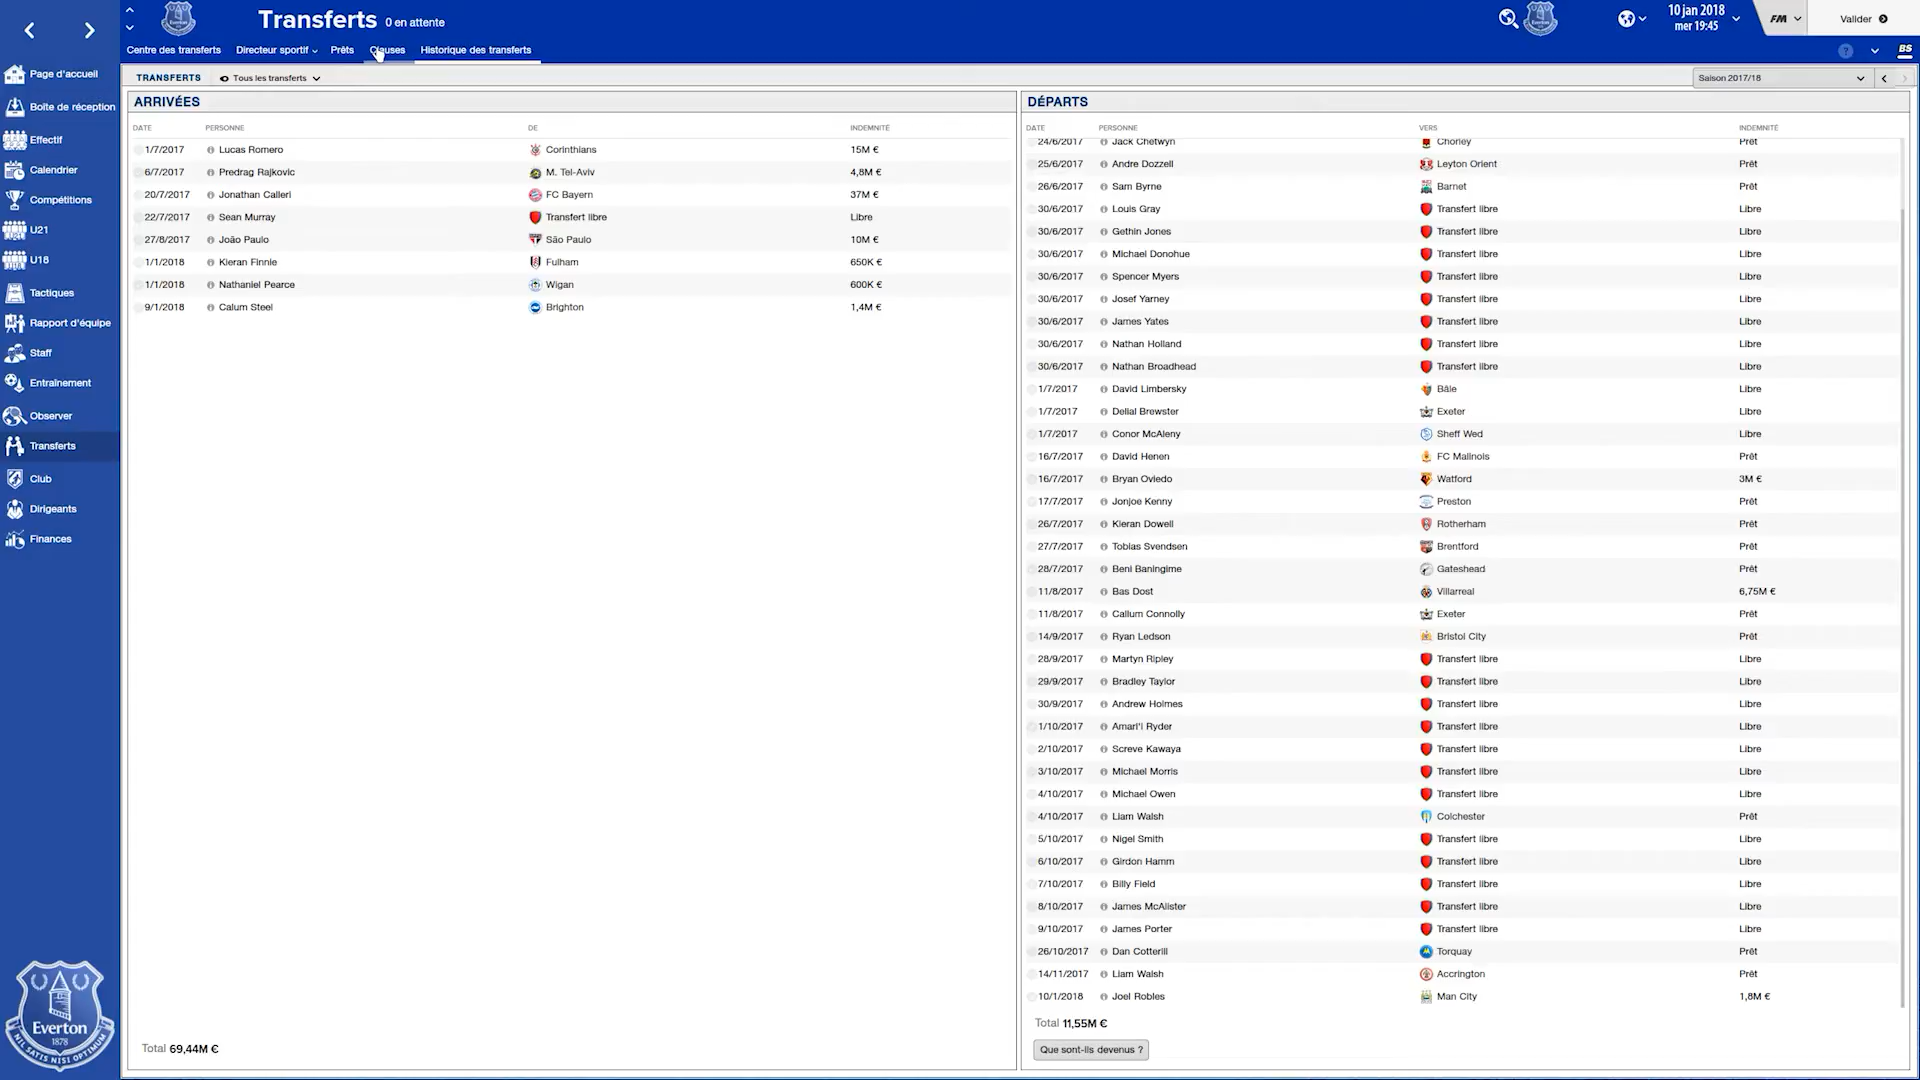 Transferts 0 en attente
10 jan 2018
mer 19:45
FM
Valider
Centre des transferts Directeur sportif Prêts Clauses Historique des transferts
? BS
TRANSFERTS Tous les transferts
Saison 2017/18
Page d'accueil
Boîte de réception
Effectif
Calendrier
Compétitions
U21
U18
Tactiques
Rapport d'équipe
Staff
Entraînement
Observer
Transferts
Club
Dirigeants
Finances
Everton
1878
NIL SATIS NISI OPTIMUM
ARRIVÉES
DATE PERSONNE DE INDEMNITÉ
1/7/2017 Lucas Romero Corinthians 15M €
6/7/2017 Predrag Rajkovic M. Tel-Aviv 4,8M €
20/7/2017 Jonathan Calleri FC Bayern 37M €
22/7/2017 Sean Murray Transfert libre Libre
27/8/2017 João Paulo São Paulo 10M €
1/1/2018 Kieran Finnie Fulham 650K €
1/1/2018 Nathaniel Pearce Wigan 600K €
9/1/2018 Calum Steel Brighton 1,4M €
Total 69,44M €
DÉPARTS
DATE PERSONNE VERS INDEMNITÉ
24/6/2017 Jack Chetwyn Chorley Prêt
25/6/2017 Andre Dozzell Leyton Orient Prêt
26/6/2017 Sam Byrne Barnet Prêt
30/6/2017 Louis Gray Transfert libre Libre
30/6/2017 Gethin Jones Transfert libre Libre
30/6/2017 Michael Donohue Transfert libre Libre
30/6/2017 Spencer Myers Transfert libre Libre
30/6/2017 Josef Yarney Transfert libre Libre
30/6/2017 James Yates Transfert libre Libre
30/6/2017 Nathan Holland Transfert libre Libre
30/6/2017 Nathan Broadhead Transfert libre Libre
1/7/2017 David Limbersky Bâle Libre
1/7/2017 Delial Brewster Exeter Libre
1/7/2017 Conor McAleny Sheff Wed Libre
16/7/2017 David Henen FC Malinois Prêt
16/7/2017 Bryan Oviedo Watford 3M €
17/7/2017 Jonjoe Kenny Preston Prêt
26/7/2017 Kieran Dowell Rotherham Prêt
27/7/2017 Tobias Svendsen Brentford Prêt
28/7/2017 Beni Baningime Gateshead Prêt
11/8/2017 Bas Dost Villarreal 6,75M €
11/8/2017 Callum Connolly Exeter Prêt
14/9/2017 Ryan Ledson Bristol City Prêt
28/9/2017 Martyn Ripley Transfert libre Libre
29/9/2017 Bradley Taylor Transfert libre Libre
30/9/2017 Andrew Holmes Transfert libre Libre
1/10/2017 Amari'i Ryder Transfert libre Libre
2/10/2017 Screve Kawaya Transfert libre Libre
3/10/2017 Michael Morris Transfert libre Libre
4/10/2017 Michael Owen Transfert libre Libre
4/10/2017 Liam Walsh Colchester Prêt
5/10/2017 Nigel Smith Transfert libre Libre
6/10/2017 Girdon Hamm Transfert libre Libre
7/10/2017 Billy Field Transfert libre Libre
8/10/2017 James McAlister Transfert libre Libre
9/10/2017 James Porter Transfert libre Libre
26/10/2017 Dan Cotterill Torquay Prêt
14/11/2017 Liam Walsh Accrington Prêt
10/1/2018 Joel Robles Man City 1,8M €
Total 11,55M €
Que sont-ils devenus ?